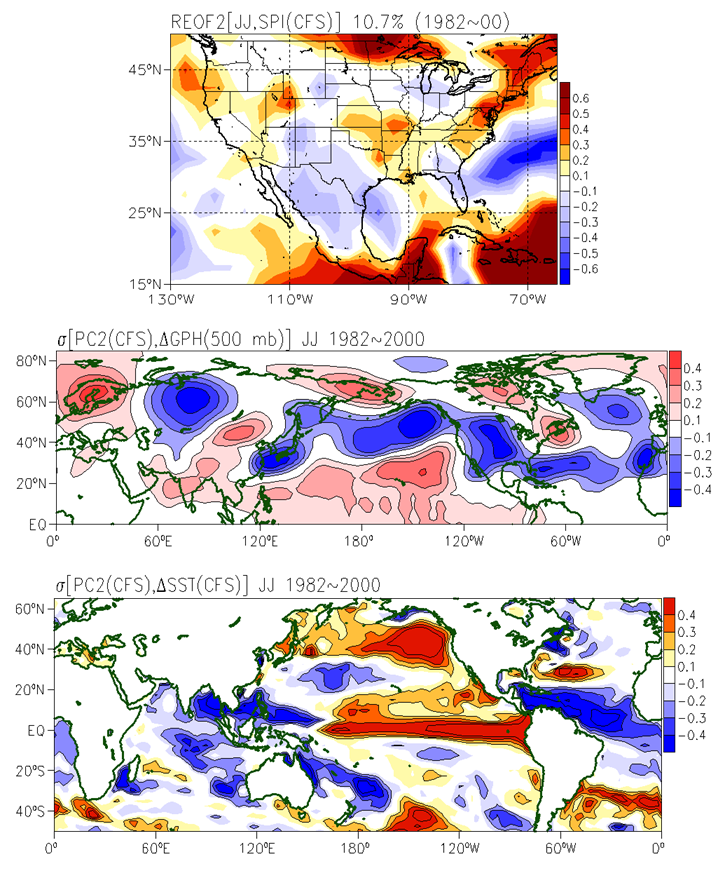 REOF2[JJ,SPI(CFS)] 10.7% (1982~00)
45°N
35°N
25°N
15°N
130°W 110°W 90°W 70°W
0.6
0.5
0.4
0.3
0.2
0.1
−0.1
−0.2
−0.3
−0.4
−0.5
−0.6
σ[PC2(CFS),ΔGPH(500 mb)] JJ 1982~2000
80°N
60°N
40°N
20°N
EQ
0° 60°E 120°E 180° 120°W 60°W 0°
0.4
0.3
0.2
0.1
−0.1
−0.2
−0.3
−0.4
σ[PC2(CFS),ΔSST(CFS)] JJ 1982~2000
60°N
40°N
20°N
EQ
20°S
40°S
0° 60°E 120°E 180° 120°W 60°W 0°
0.4
0.3
0.2
0.1
−0.1
−0.2
−0.3
−0.4